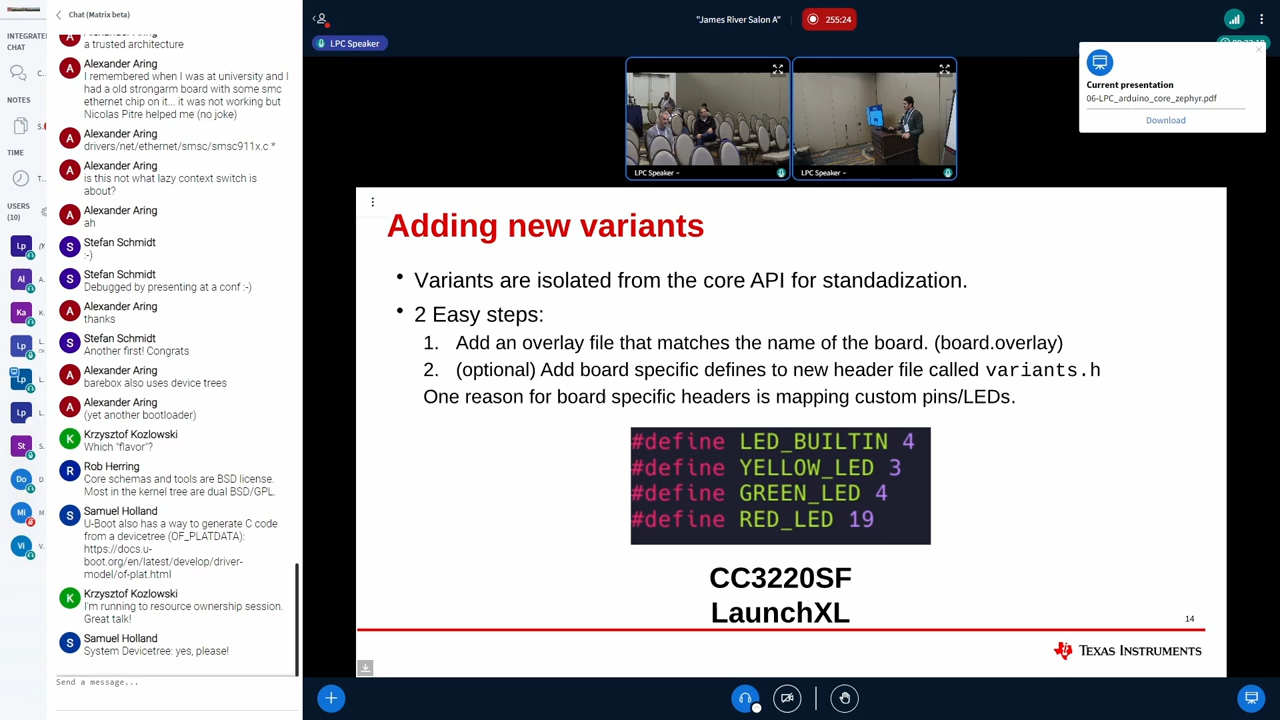 Chat (Matrix beta)
INTEGRATE
CHAT
C.
NOTES
S.
TIME
T..
USERS
(10)
Lp
Al
Ka
Lp
Lp
Lp
St
Do
Mi
Vi
a trusted architecture
Alexander Aring
I remembered when I was at university and I
had a old strongarm board with some smc
ethernet chip on it... it was not working but
Nicolas Pitre helped me (no joke)
Alexander Aring
drivers/net/ethernet/smsc/smsc911x.c *
Alexander Aring
is this not what lazy context switch is
about?
Alexander Aring
ah
Stefan Schmidt
:-)
Stefan Schmidt
Debugged by presenting at a conf :-)
Alexander Aring
thanks
Stefan Schmidt
Another first! Congrats
Alexander Aring
barebox also uses device trees
Alexander Aring
(yet another bootloader)
Krzysztof Kozlowski
Which "flavor"?
Rob Herring
Core schemas and tools are BSD license.
Most in the kernel tree are dual BSD/GPL.
Samuel Holland
U-Boot also has a way to generate C code
from a devicetree (OF_PLATDATA):
https://docs.u-
boot.org/en/latest/develop/driver-
model/of-plat.html
Krzysztof Kozlowski
I'm running to resource ownership session.
Great talk!
Samuel Holland
System Devicetree: yes, please!
Send a message...
"James River Salon A"
255:24
LPC Speaker
LPC Speaker
LPC Speaker
Current presentation
06-LPC_arduino_core_zephyr.pdf
Download
Adding new variants
• Variants are isolated from the core API for standadization.
• 2 Easy steps:
1. Add an overlay file that matches the name of the board. (board.overlay)
2. (optional) Add board specific defines to new header file called variants.h
One reason for board specific headers is mapping custom pins/LEDs.
#define LED_BUILTIN 4
#define YELLOW_LED 3
#define GREEN_LED 4
#define RED_LED 19
CC3220SF
LaunchXL
14
TEXAS INSTRUMENTS